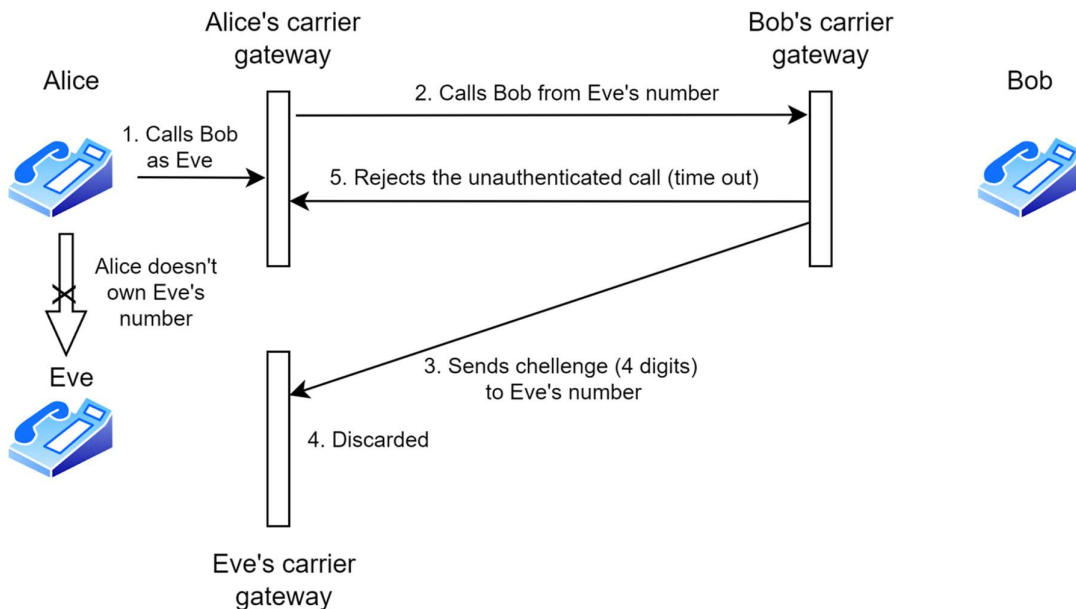 Alice's carrier
gateway
Bob's carrier
gateway
Alice
Bob
1. Calls Bob
as Eve
2. Calls Bob from Eve's number
5. Rejects the unauthenticated call (time out)
Alice doesn't
own Eve's
number
Eve
3. Sends chellenge (4 digits)
to Eve's number
4. Discarded
Eve's carrier
gateway